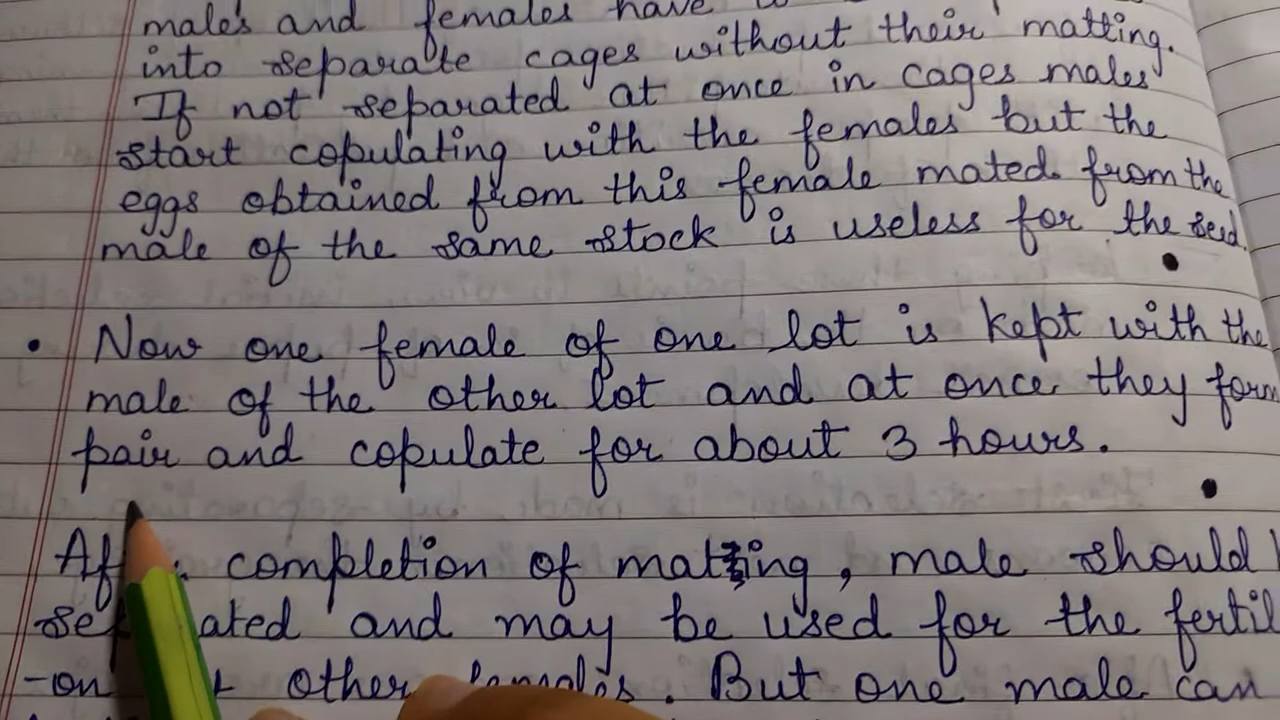 males and females have
into separate cages without their matting.
If not separated at once in cages males
start copulating with the females but the
eggs obtained from this female mated from the
male of the same stock is useless for the seed.
• Now one female of one lot is kept with the
male of the other lot and at once they form
pair and copulate for about 3 hours.
completion of matting, male should
and may be used for the fertil
-on other females. But one male can